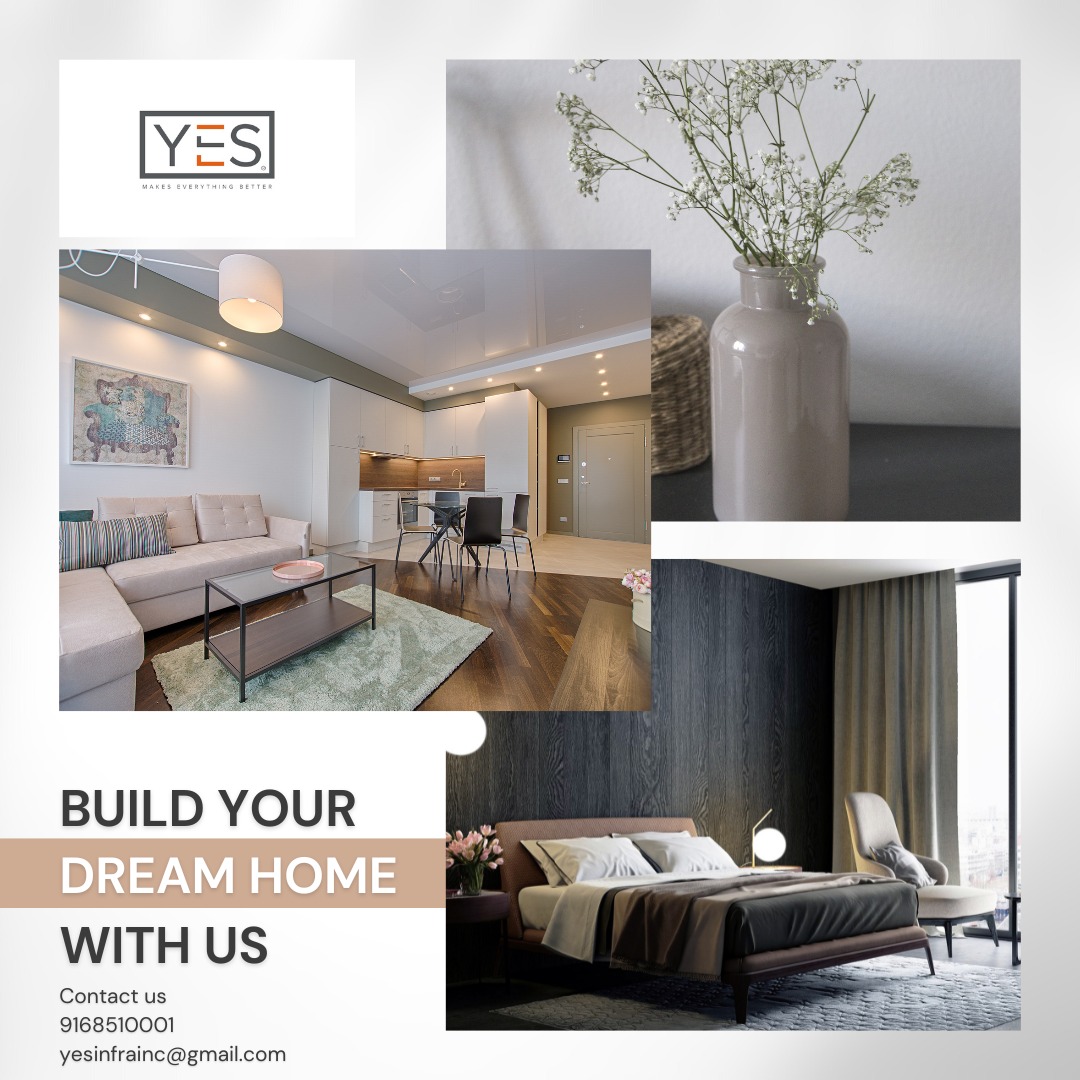 YES
MAKES EVERYTHING BETTER
BUILD YOUR
DREAM HOME
WITH US
Contact us
9168510001
yesinfrainc@gmail.com